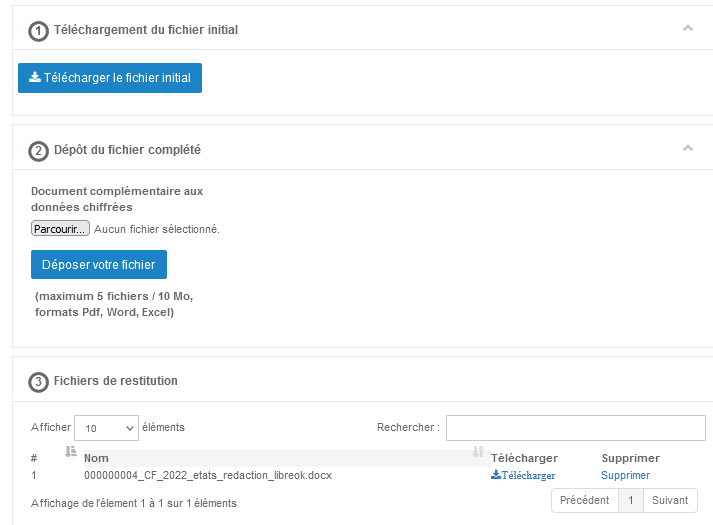 1 Téléchargement du fichier initial
Télécharger le fichier initial
2 Dépôt du fichier complété
Document complémentaire aux
données chiffrées
Parcourir... Aucun fichier sélectionné.
Déposer votre fichier
(maximum 5 fichiers / 10 Mo,
formats Pdf, Word, Excel)
3 Fichiers de restitution
Afficher 10 éléments Rechercher :
# Nom Télécharger Supprimer
1 000000004_CF_2022_etats_redaction_libreok.docx Télécharger Supprimer
Affichage de l'élement 1 à 1 sur 1 éléments Précédent 1 Suivant